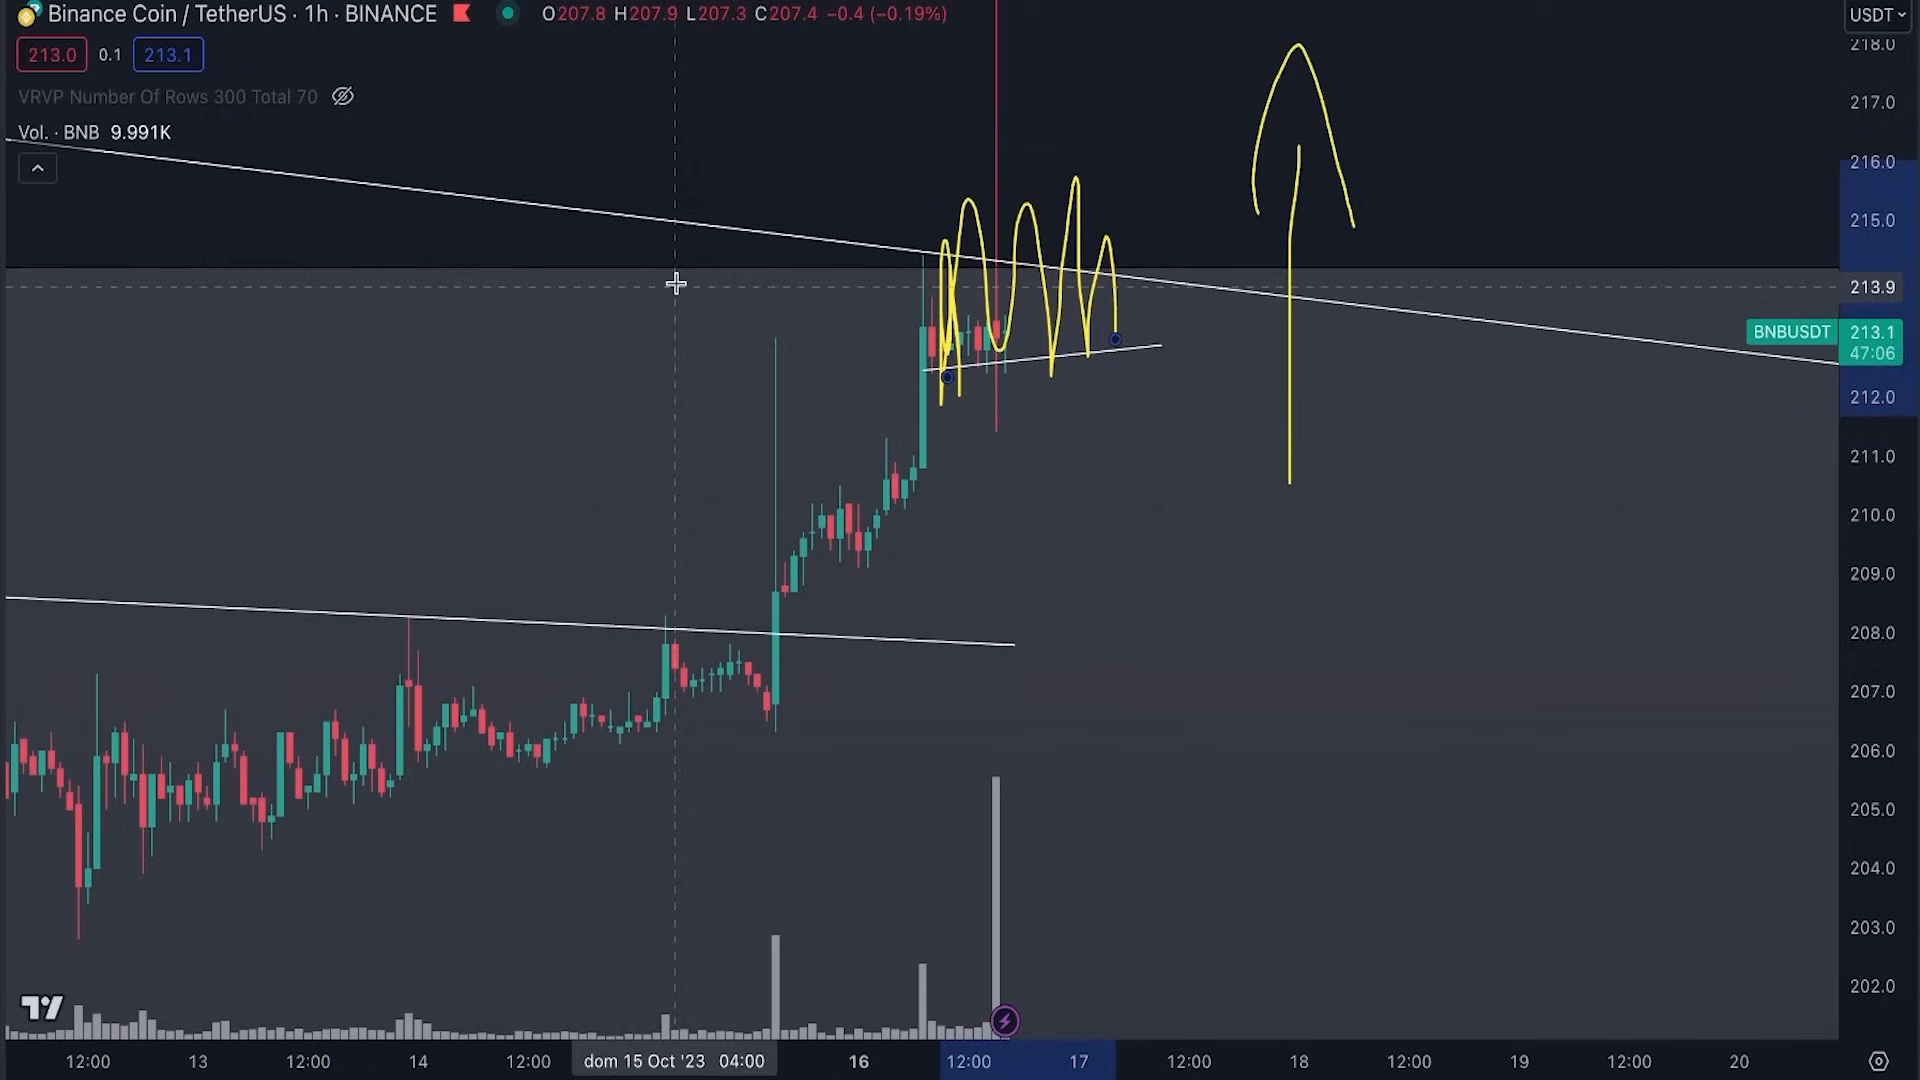 Binance Coin / TetherUS · 1h · BINANCE O207.8 H207.9 L207.3 C207.4 −0.4 (−0.19%)
USDT
213.0 0.1 213.1
VRVP Number Of Rows 300 Total 70
Vol. · BNB 9.991K
218.0
217.0
216.0
215.0
213.9
BNBUSDT 213.1
47:06
212.0
211.0
210.0
209.0
208.0
207.0
206.0
205.0
204.0
203.0
202.0
12:00 13 12:00 14 12:00 dom 15 Oct '23 04:00 16 12:00 17 12:00 18 12:00 19 12:00 20